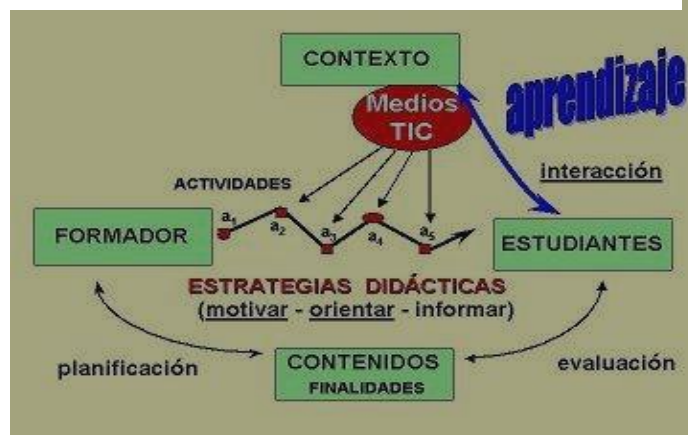 CONTEXTO
Medios
TIC
aprendizaje
interacción
ACTIVIDADES
a1
a2
a3
a4
a5
FORMADOR
ESTUDIANTES
ESTRATEGIAS DIDÁCTICAS
(motivar - orientar - informar)
planificación
CONTENIDOS
FINALIDADES
evaluación